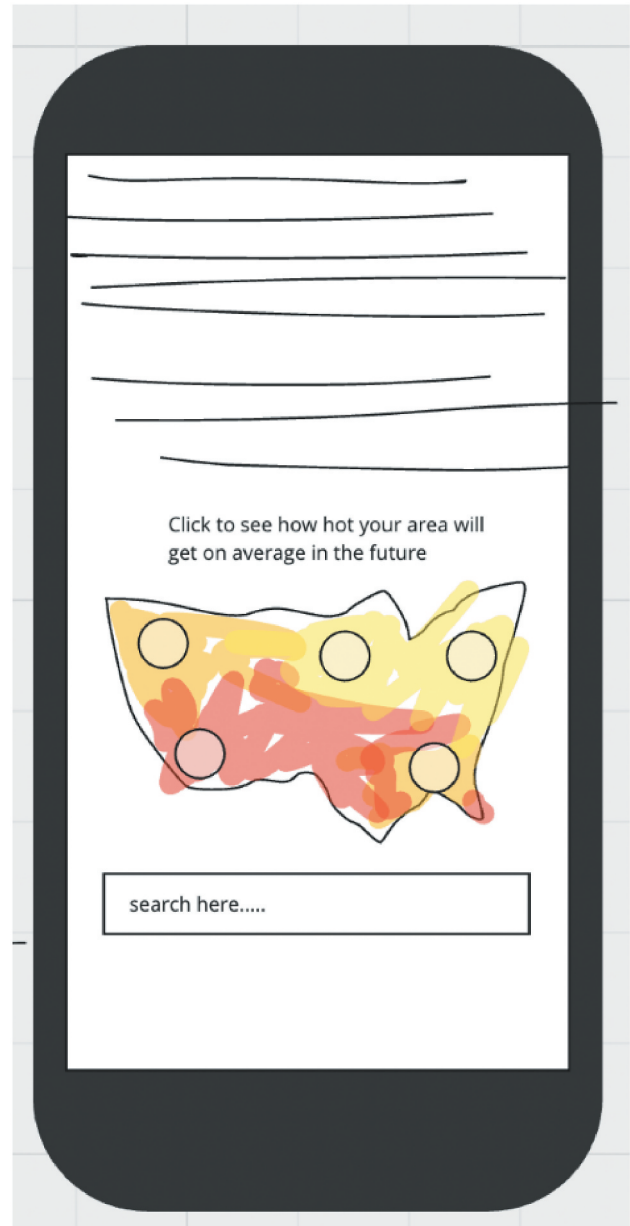 Click to see how hot your area will
get on average in the future
search here.....